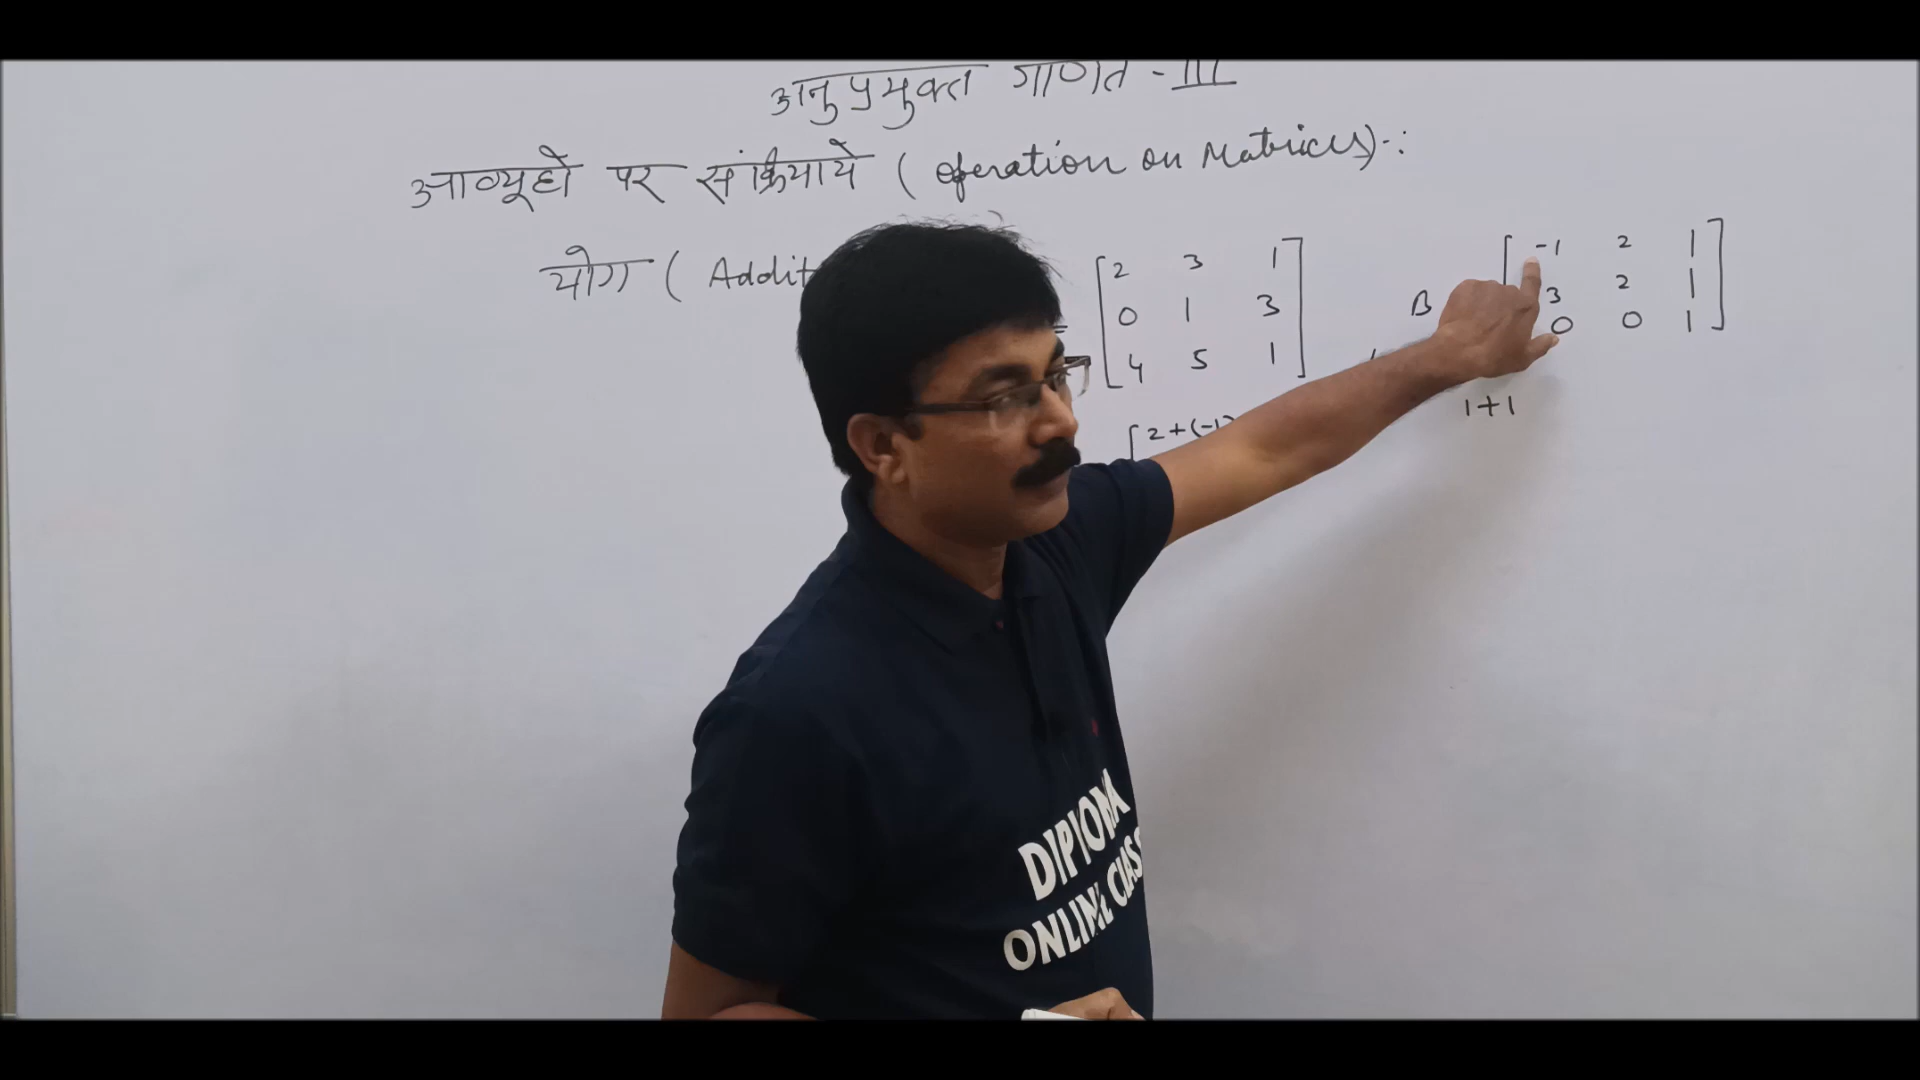 अनुप्रयुक्त गणित - III
आव्यूहो पर संक्रियाये ( Operation on Matrices ) -:
योग ( Addit
= [ 2 3 1
0 1 3
4 5 1 ]
B
[ -1 2 1
3 2 1
0 0 1 ]
[ 2+(-1)
1+1
DIPLOMA
ONLINE CLASS